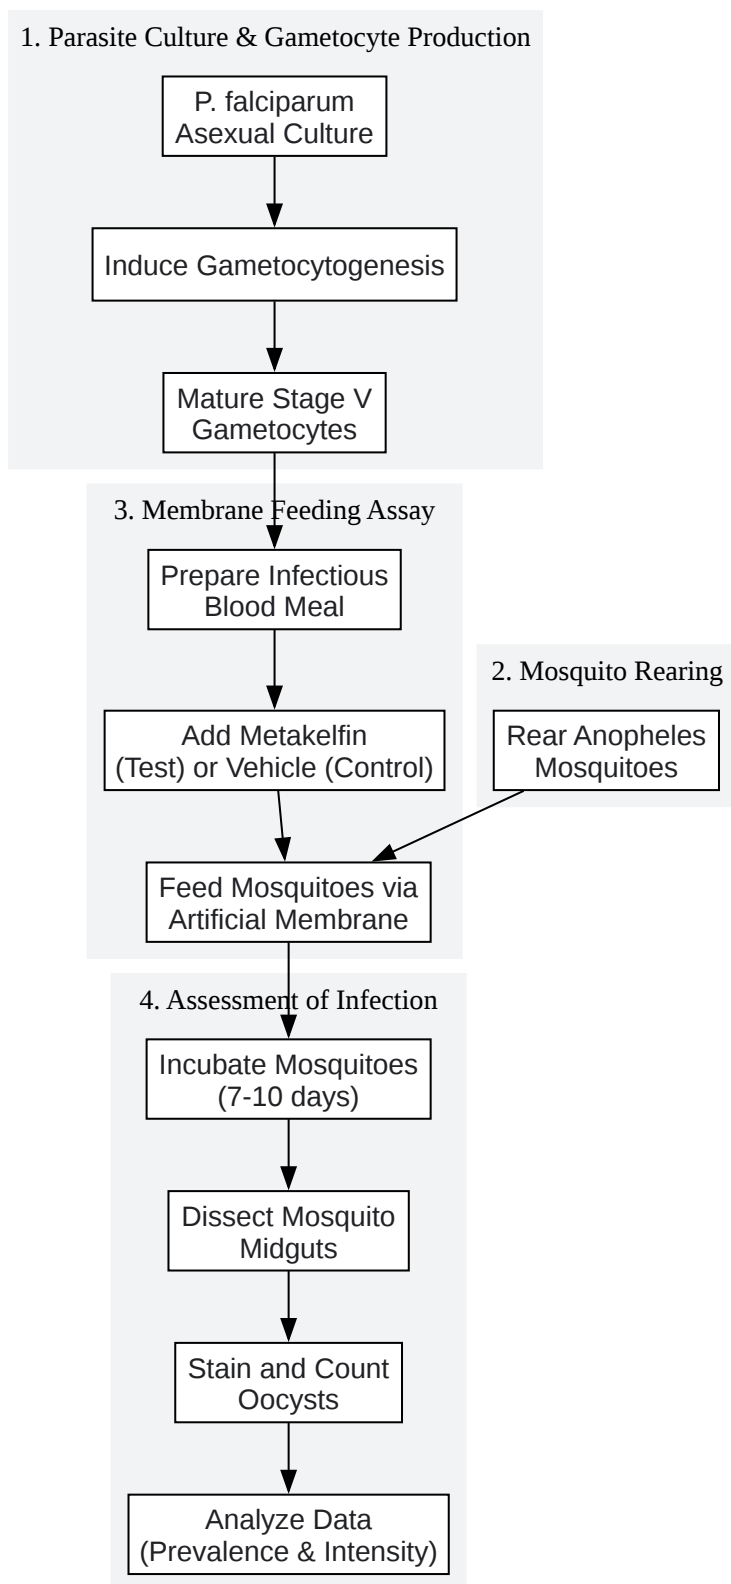 1. Parasite Culture & Gametocyte Production
P. falciparum
Asexual Culture
Induce Gametocytogenesis
Mature Stage V
Gametocytes
3. Membrane Feeding Assay
Prepare Infectious
Blood Meal
2. Mosquito Rearing
Add Metakelfin
(Test) or Vehicle (Control)
Rear Anopheles
Mosquitoes
Feed Mosquitoes via
Artificial Membrane
4. Assessment of Infection
Incubate Mosquitoes
(7-10 days)
Dissect Mosquito
Midguts
Stain and Count
Oocysts
Analyze Data
(Prevalence & Intensity)